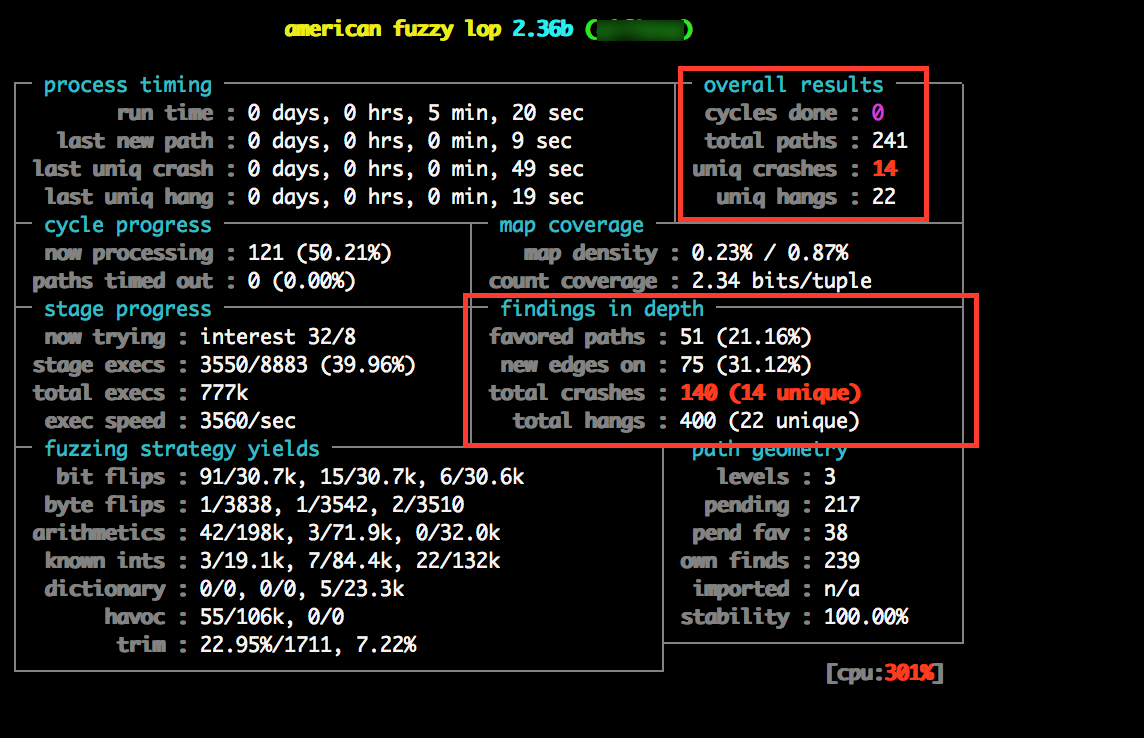 american fuzzy lop 2.36b ( )
process timing
run time : 0 days, 0 hrs, 5 min, 20 sec
last new path : 0 days, 0 hrs, 0 min, 9 sec
last uniq crash : 0 days, 0 hrs, 0 min, 49 sec
last uniq hang : 0 days, 0 hrs, 0 min, 19 sec
overall results
cycles done : 0
total paths : 241
uniq crashes : 14
uniq hangs : 22
cycle progress
now processing : 121 (50.21%)
paths timed out : 0 (0.00%)
map coverage
map density : 0.23% / 0.87%
count coverage : 2.34 bits/tuple
stage progress
now trying : interest 32/8
stage execs : 3550/8883 (39.96%)
total execs : 777k
exec speed : 3560/sec
findings in depth
favored paths : 51 (21.16%)
new edges on : 75 (31.12%)
total crashes : 140 (14 unique)
total hangs : 400 (22 unique)
fuzzing strategy yields
bit flips : 91/30.7k, 15/30.7k, 6/30.6k
byte flips : 1/3838, 1/3542, 2/3510
arithmetics : 42/198k, 3/71.9k, 0/32.0k
known ints : 3/19.1k, 7/84.4k, 22/132k
dictionary : 0/0, 0/0, 5/23.3k
havoc : 55/106k, 0/0
trim : 22.95%/1711, 7.22%
path geometry
levels : 3
pending : 217
pend fav : 38
own finds : 239
imported : n/a
stability : 100.00%
[cpu:301%]